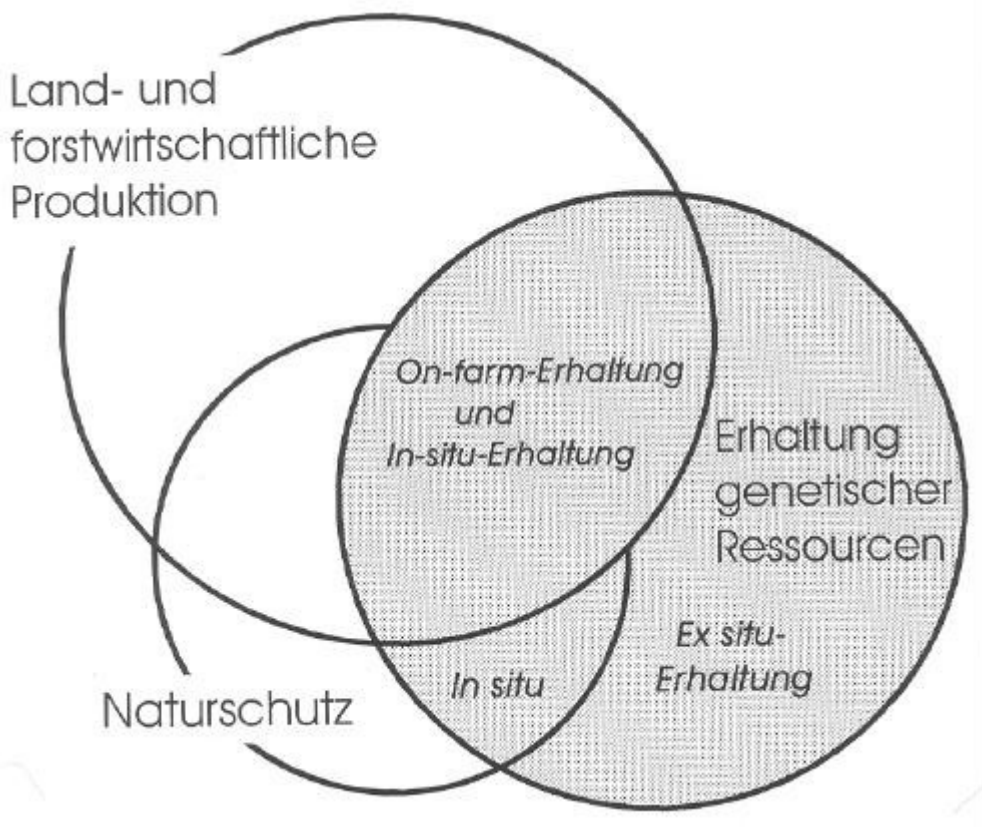 Land- und
forstwirtschaftliche
Produktion
On-farm-Erhaltung
und
In-situ-Erhaltung
Erhaltung
genetischer
Ressourcen
Ex situ-
Erhaltung
In situ
Naturschutz